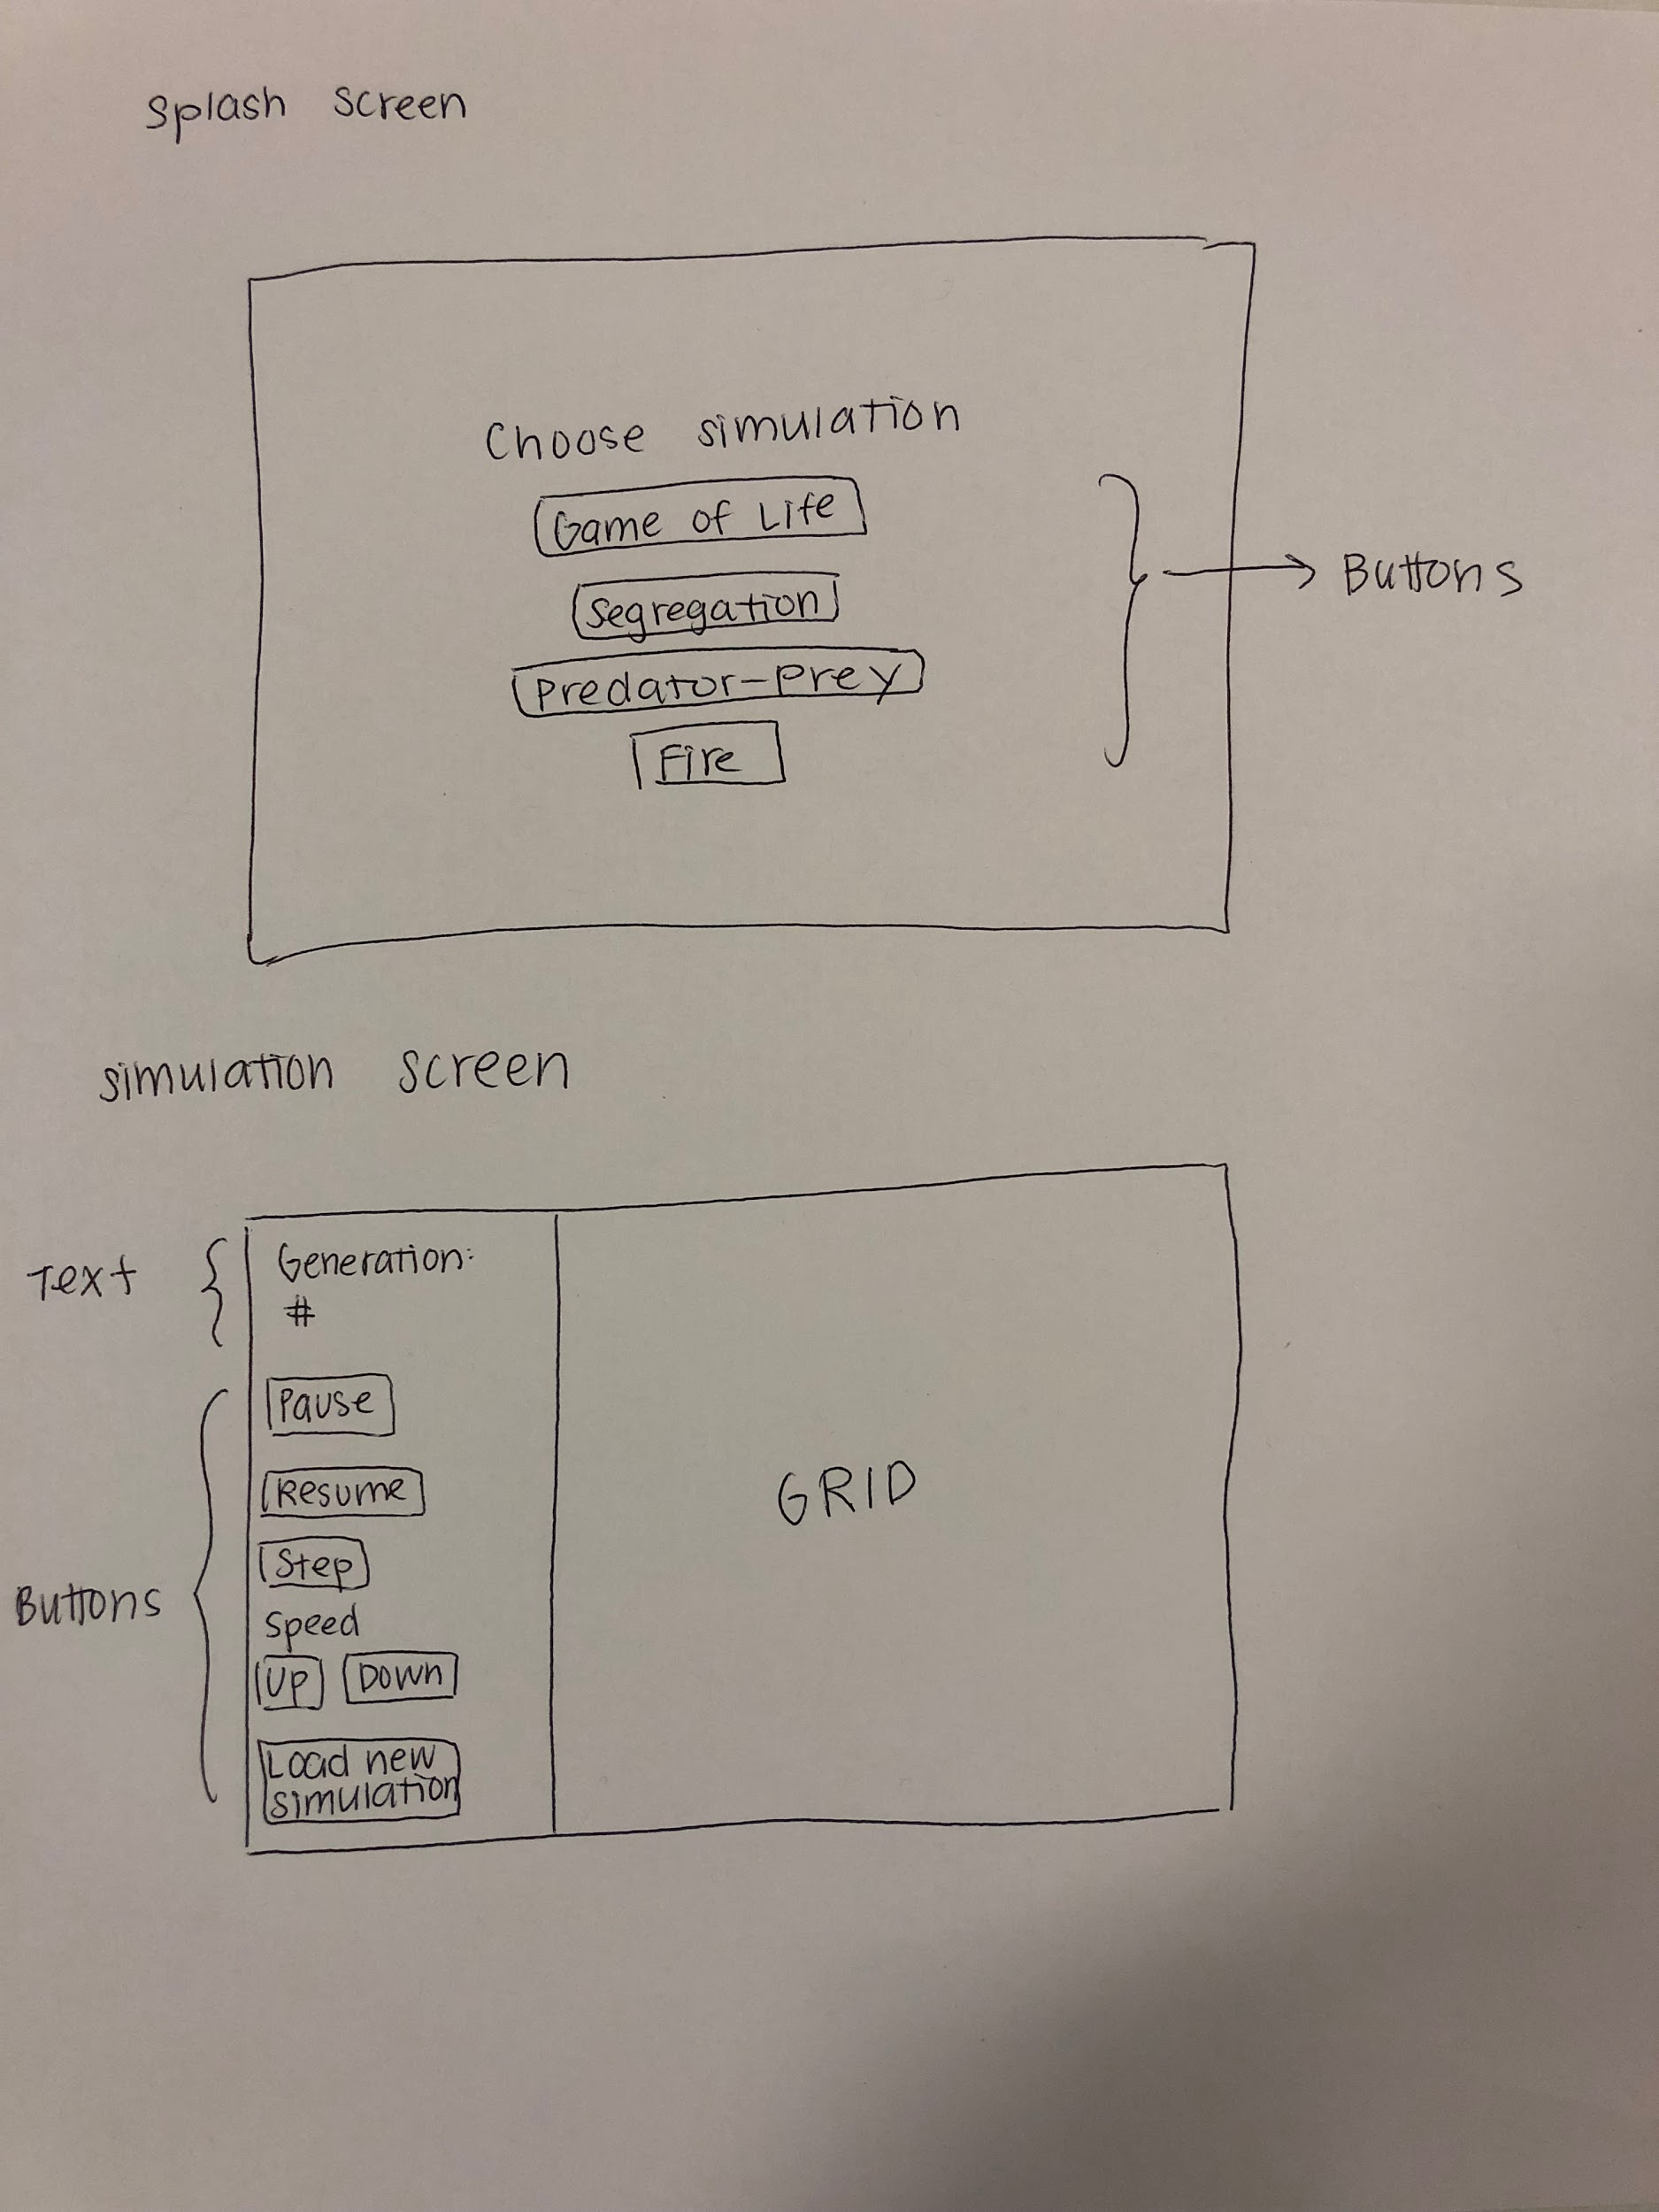 Splash screen
Choose simulation
Game of Life
Segregation
Predator-Prey
Fire
Buttons
simulation screen
Text
Generation:
#
Pause
Resume
Step
Speed
Up Down
Load new
simulation
Buttons
GRID